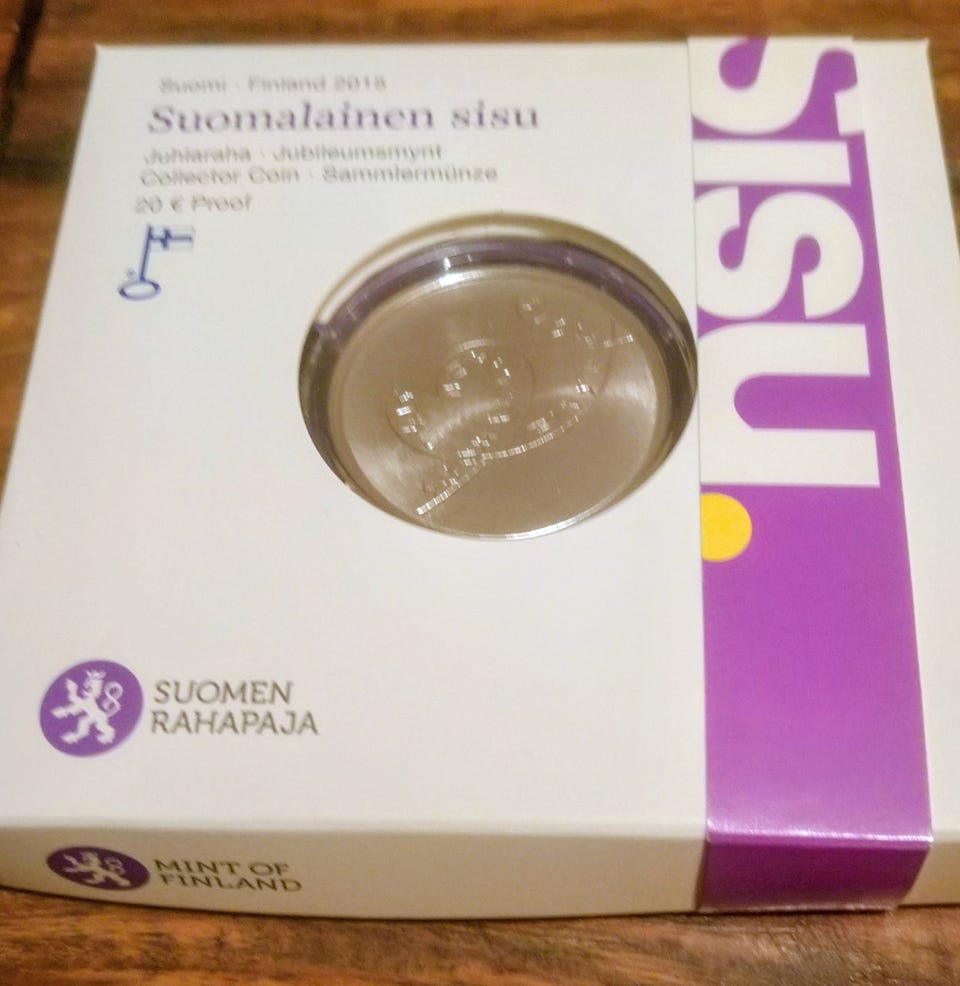 Suomi · Finland 2018
Suomalainen sisu
Juhlaraha · Jubileumsmynt
Collector Coin · Sammlermünze
20 € Proof
SISU.
SUOMEN
RAHAPAJA
MINT OF
FINLAND